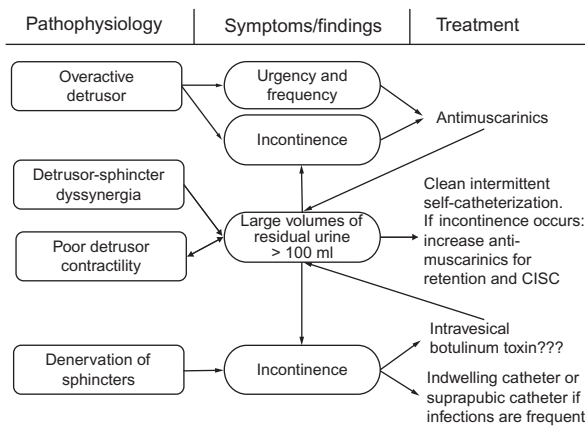 Pathophysiology
Symptoms/findings
Treatment
Overactive
detrusor
Urgency and
frequency
Incontinence
Antimuscarinics
Detrusor-sphincter
dyssynergia
Poor detrusor
contractility
Large volumes of
residual urine
> 100 ml
Clean intermittent
self-catheterization.
If incontinence occurs:
increase anti-
muscarinics for
retention and CISC
Denervation of
sphincters
Incontinence
Intravesical
botulinum toxin???
Indwelling catheter or
suprapubic catheter if
infections are frequent